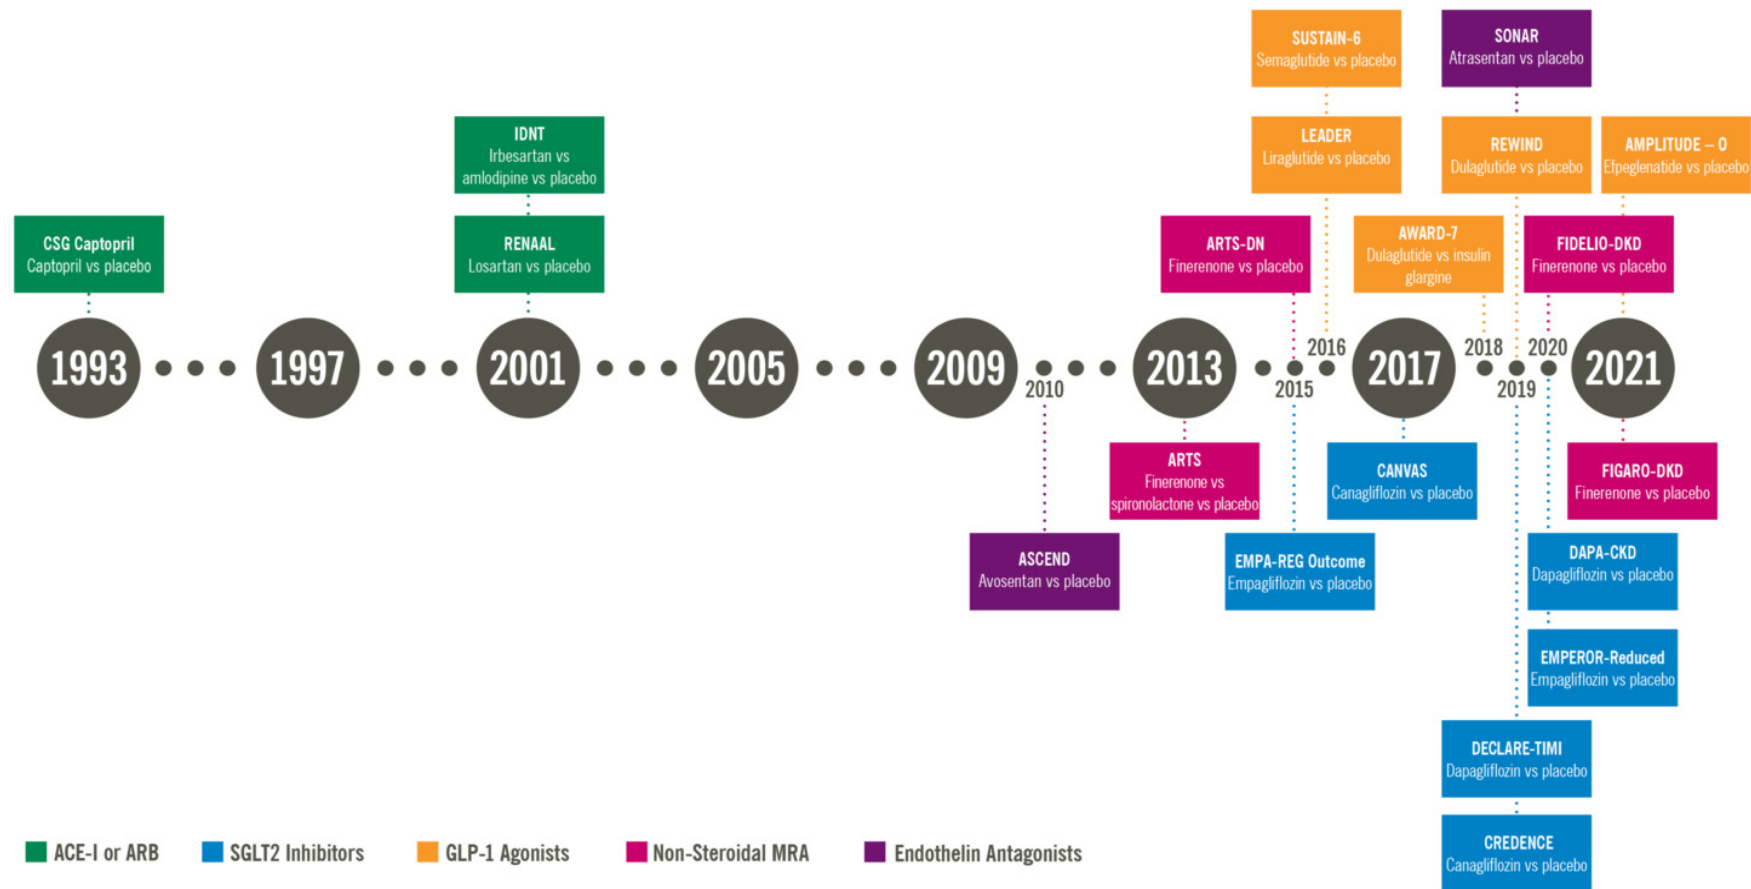 SUSTAIN-6
Semaglutide vs placebo
SONAR
Atrasentan vs placebo
IDNT
Irbesartan vs
amlodipine vs placebo
LEADER
Liraglutide vs placebo
REWIND
Dulaglutide vs placebo
AMPLITUDE – O
Efpeglenatide vs placebo
CSG Captopril
Captopril vs placebo
RENAAL
Losartan vs placebo
ARTS-DN
Finerenone vs placebo
AWARD-7
Dulaglutide vs insulin
glargine
FIDELIO-DKD
Finerenone vs placebo
1993
1997
2001
2005
2009
2010
2013
2015
2016
2017
2018
2019
2020
2021
ARTS
Finerenone vs
spironolactone vs placebo
CANVAS
Canagliflozin vs placebo
FIGARO-DKD
Finerenone vs placebo
ASCEND
Avosentan vs placebo
EMPA-REG Outcome
Empagliflozin vs placebo
DAPA-CKD
Dapagliflozin vs placebo
EMPEROR-Reduced
Empagliflozin vs placebo
DECLARE-TIMI
Dapagliflozin vs placebo
CREDENCE
Canagliflozin vs placebo
ACE-I or ARB
SGLT2 Inhibitors
GLP-1 Agonists
Non-Steroidal MRA
Endothelin Antagonists